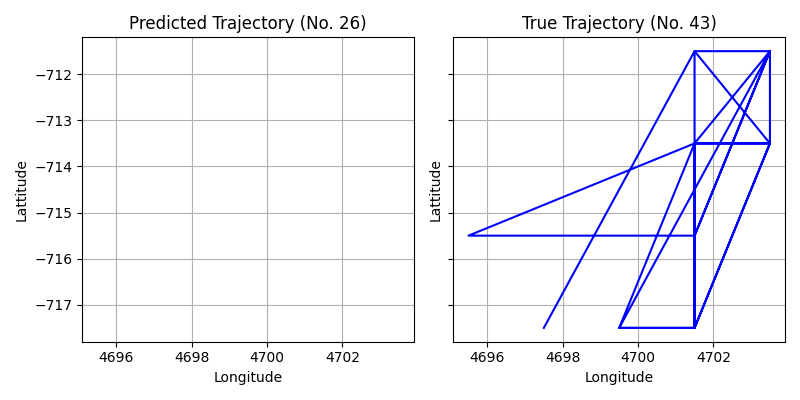 Predicted Trajectory (No. 26)
True Trajectory (No. 43)
Lattitude
−712
−713
−714
−715
−716
−717
4696
4698
4700
4702
Longitude
Lattitude
4696
4698
4700
4702
Longitude